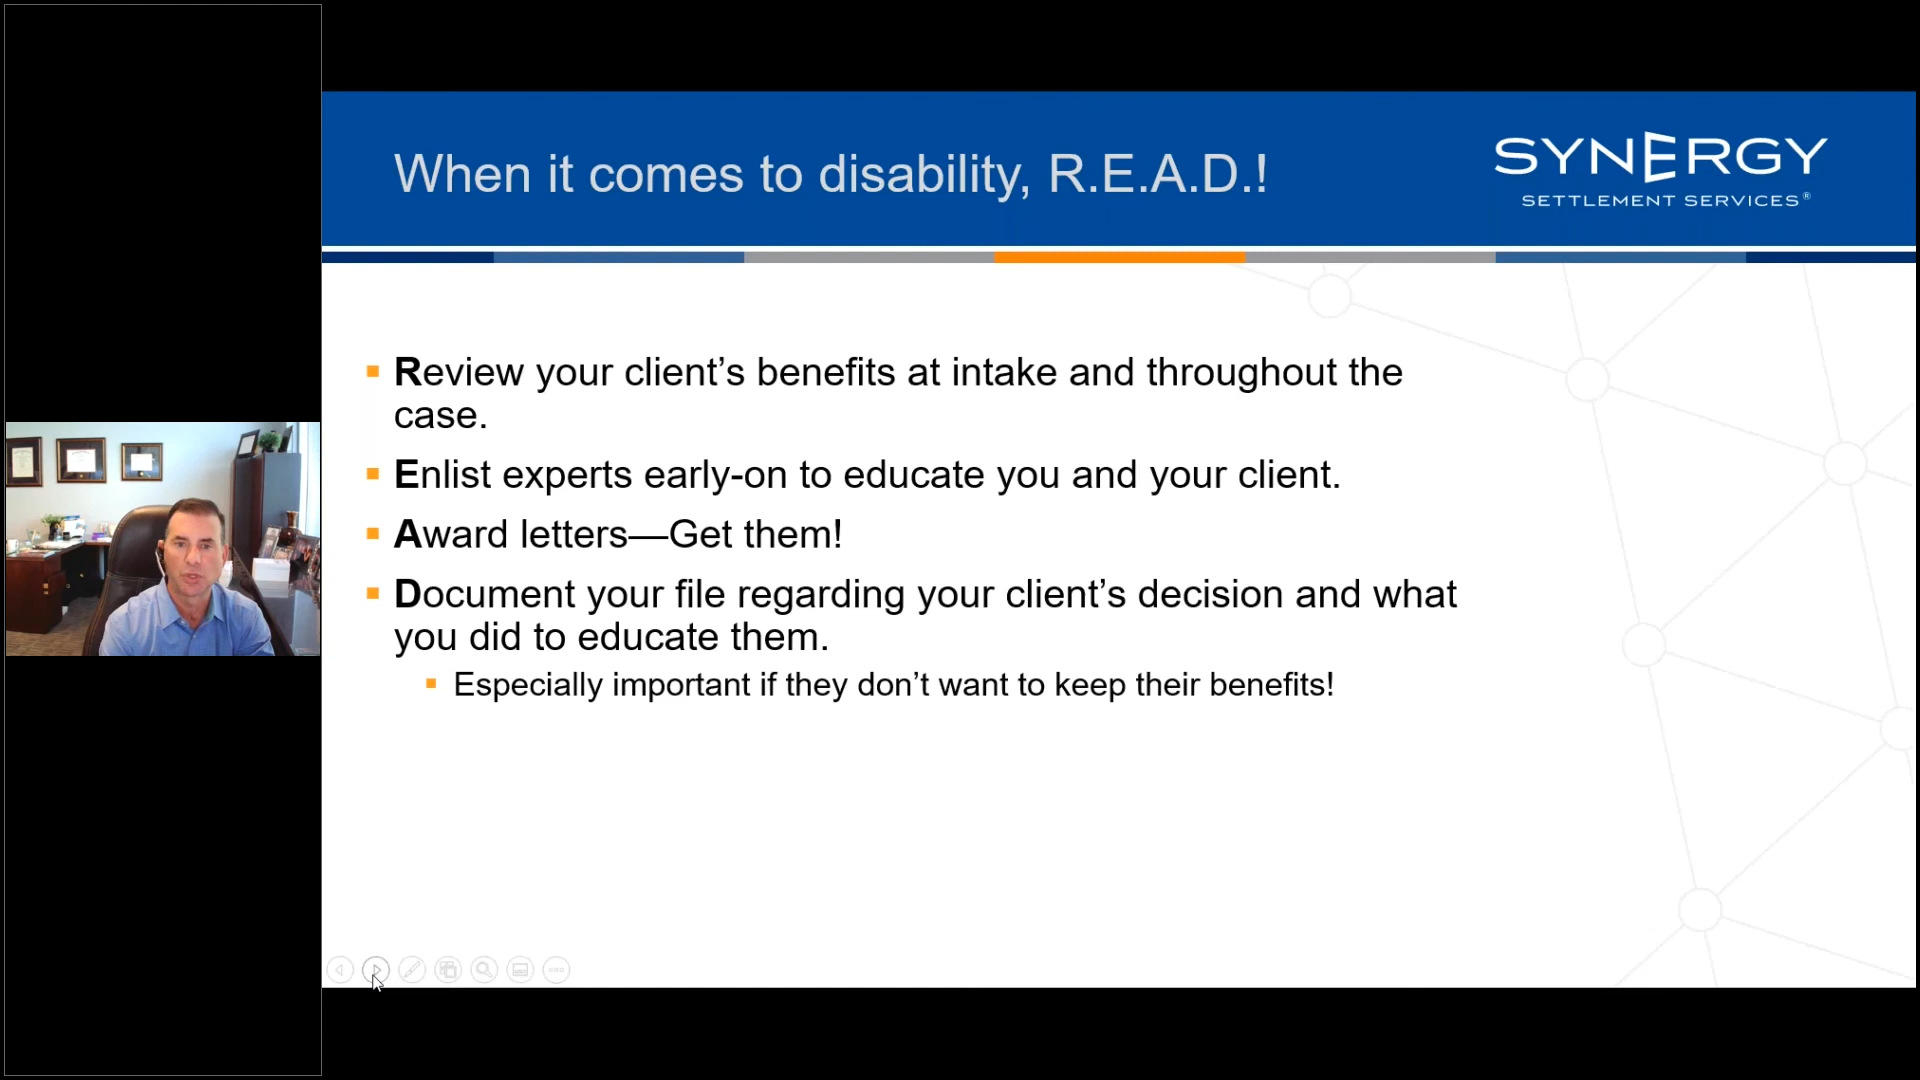 When it comes to disability, R.E.A.D.!
SYNERGY
SETTLEMENT SERVICES®
Review your client’s benefits at intake and throughout the
case.
Enlist experts early-on to educate you and your client.
Award letters—Get them!
Document your file regarding your client’s decision and what
you did to educate them.
Especially important if they don’t want to keep their benefits!